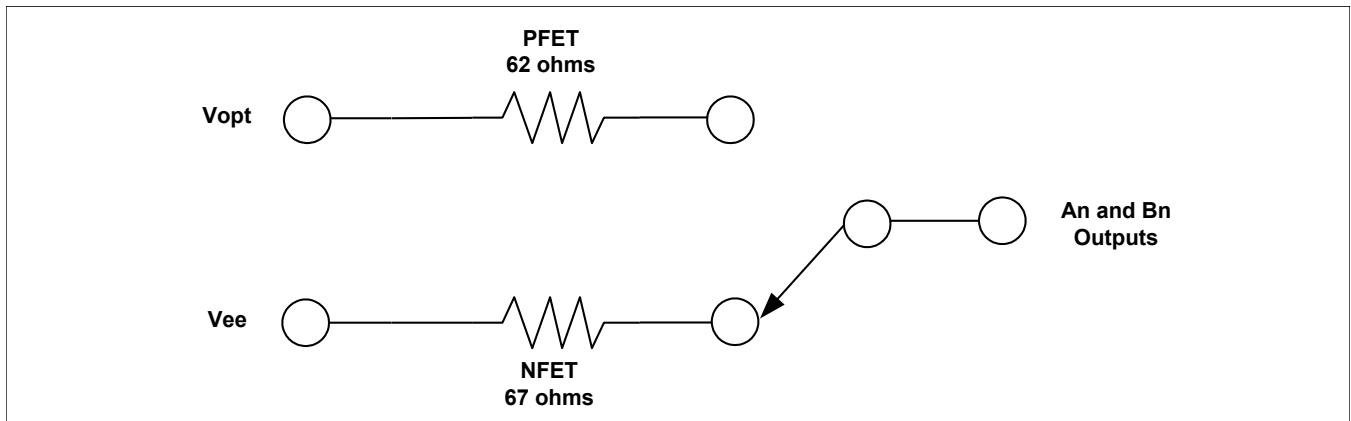 PFET
62 ohms
Vopt
An and Bn
Outputs
Vee
NFET
67 ohms